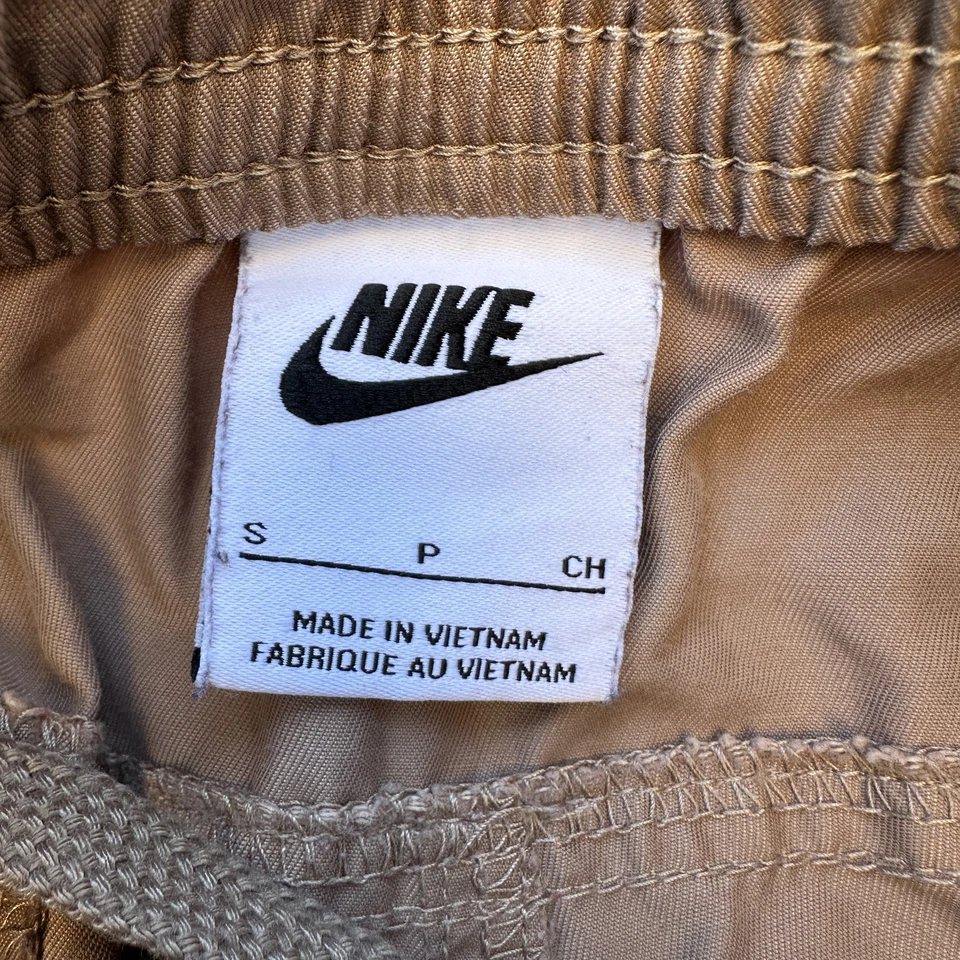 NIKE
S P CH
MADE IN VIETNAM
FABRIQUE AU VIETNAM